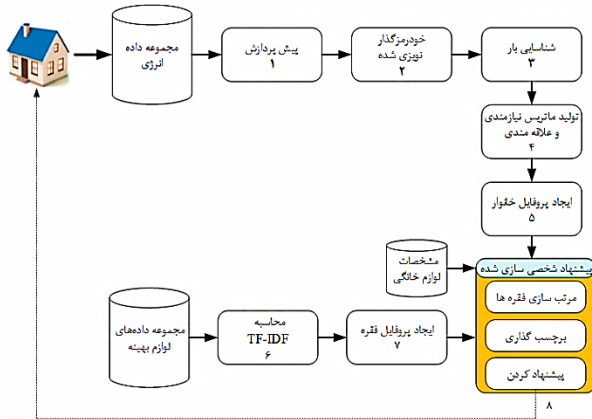 مجموعه داده
انرژی
پیش پردازش
۱
خودرمزگذار
نویزی شده
۲
شناسایی بار
۳
تولید ماتریس نیازمندی
و علاقه مندی
۴
ایجاد پروفایل خانوار
۵
مشخصات
لوازم خانگی
پیشنهاد شخصی سازی شده
مرتب سازی فقره ها
برچسب گذاری
پیشنهاد کردن
مجموعه داده‌های
لوازم بهینه
محاسبه
TF-IDF
۶
ایجاد پروفایل فقره
۷
۸